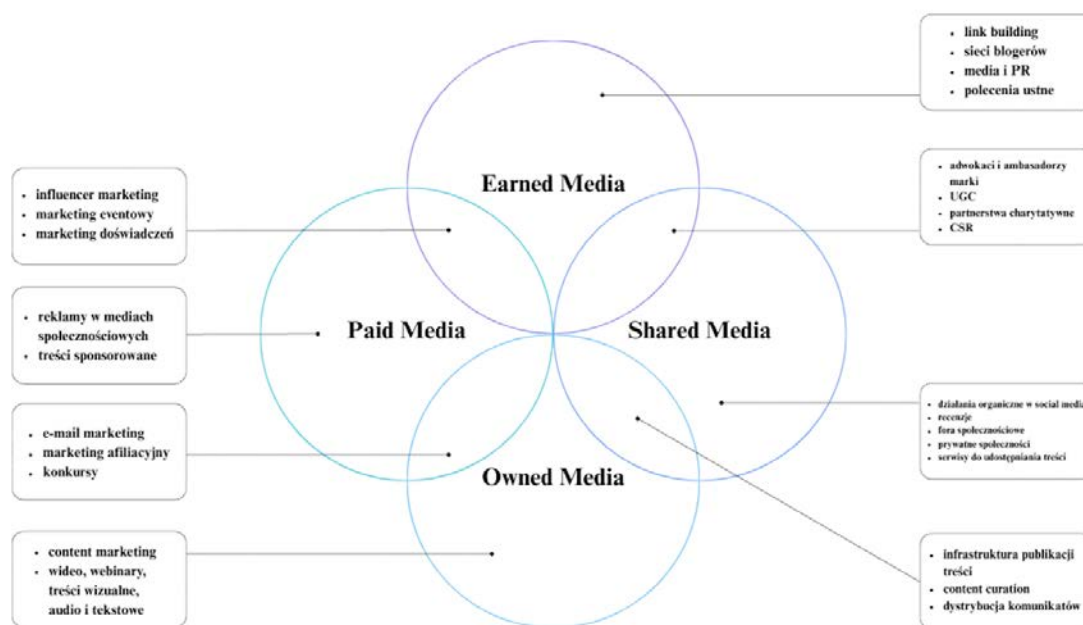 • link building
• sieci blogerów
• media i PR
• polecenia ustne
Earned Media
• influencer marketing
• marketing eventowy
• marketing doświadczeń
• adwokaci i ambasadorzy
marki
• UGC
• partnerstwa charytatywne
• CSR
• reklamy w mediach
społecznościowych
• treści sponsorowane
Paid Media
Shared Media
• e-mail marketing
• marketing afiliacyjny
• konkursy
• działania organiczne w social media
• recenzje
• fora społecznościowe
• prywatne społeczności
• serwisy do udostępniania treści
Owned Media
• content marketing
• wideo, webinary,
treści wizualne,
audio i tekstowe
• infrastruktura publikacji
treści
• content curation
• dystrybucja komunikatów